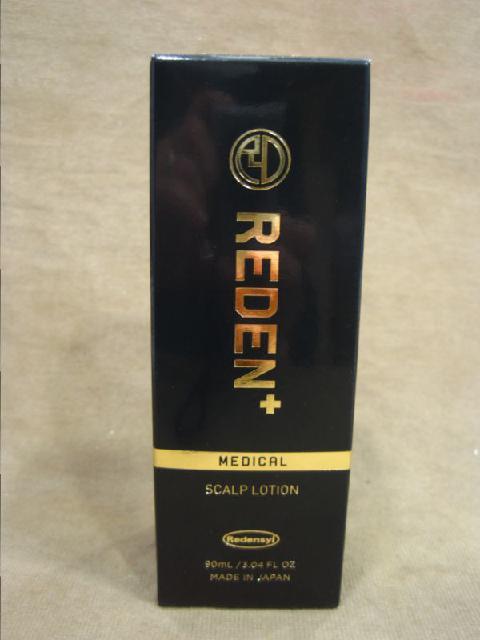 REDEN+
MEDICAL
SCALP LOTION
Redensyl
90mL / 3.04 FL OZ
MADE IN JAPAN